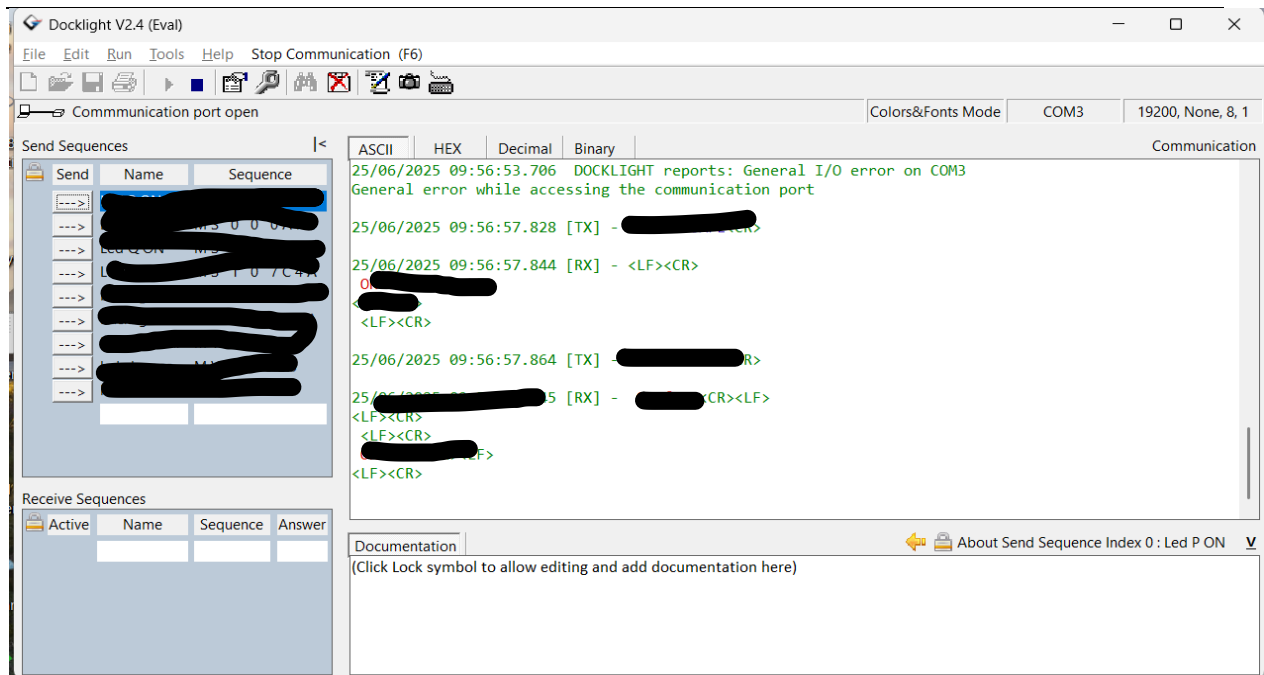 Docklight V2.4 (Eval)
File Edit Run Tools Help Stop Communication (F6)
Commmunication port open
Colors&Fonts Mode COM3 19200, None, 8, 1
Send Sequences |<
Send Name Sequence
--->
--->
---> Led Q ON
---> 7C4A
--->
--->
--->
--->
--->
Receive Sequences
Active Name Sequence Answer
ASCII HEX Decimal Binary Communication
25/06/2025 09:56:53.706 DOCKLIGHT reports: General I/O error on COM3
General error while accessing the communication port
25/06/2025 09:56:57.828 [TX] - <CR>
25/06/2025 09:56:57.844 [RX] - <LF><CR>
<LF><CR>
25/06/2025 09:56:57.864 [TX] -
[RX] - <CR><LF>
<LF><CR>
<LF><CR>
<LF><CR>
Documentation
About Send Sequence Index 0 : Led P ON V
(Click Lock symbol to allow editing and add documentation here)